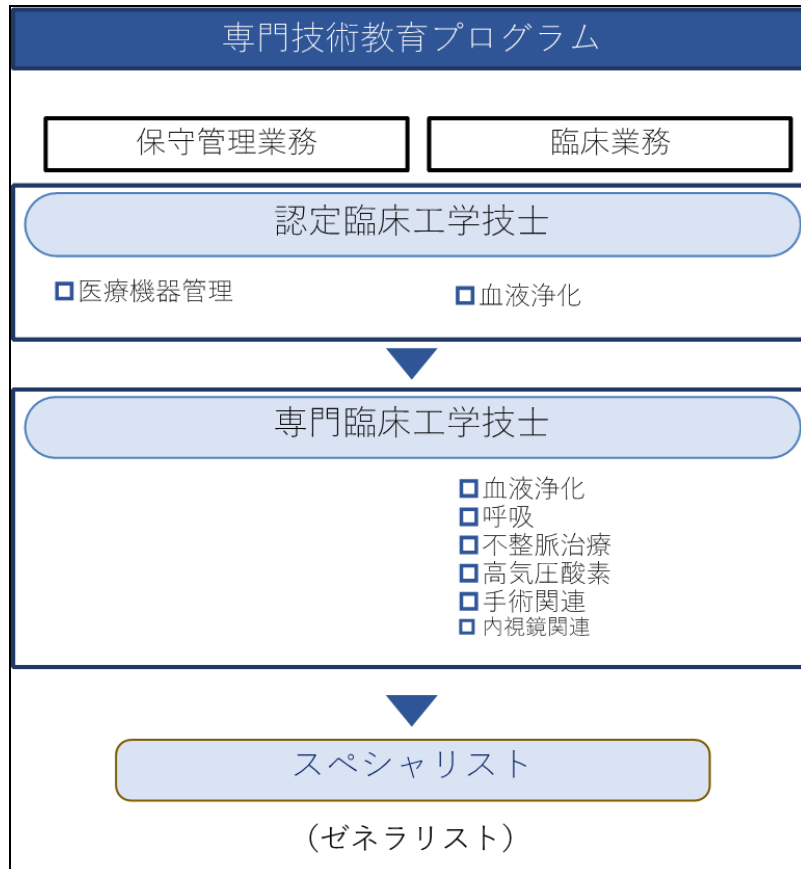 専門技術教育プログラム
保守管理業務
臨床業務
認定臨床工学技士
医療機器管理
血液浄化
専門臨床工学技士
血液浄化
呼吸
不整脈治療
高気圧酸素
手術関連
内視鏡関連
スペシャリスト
（ゼネラリスト）